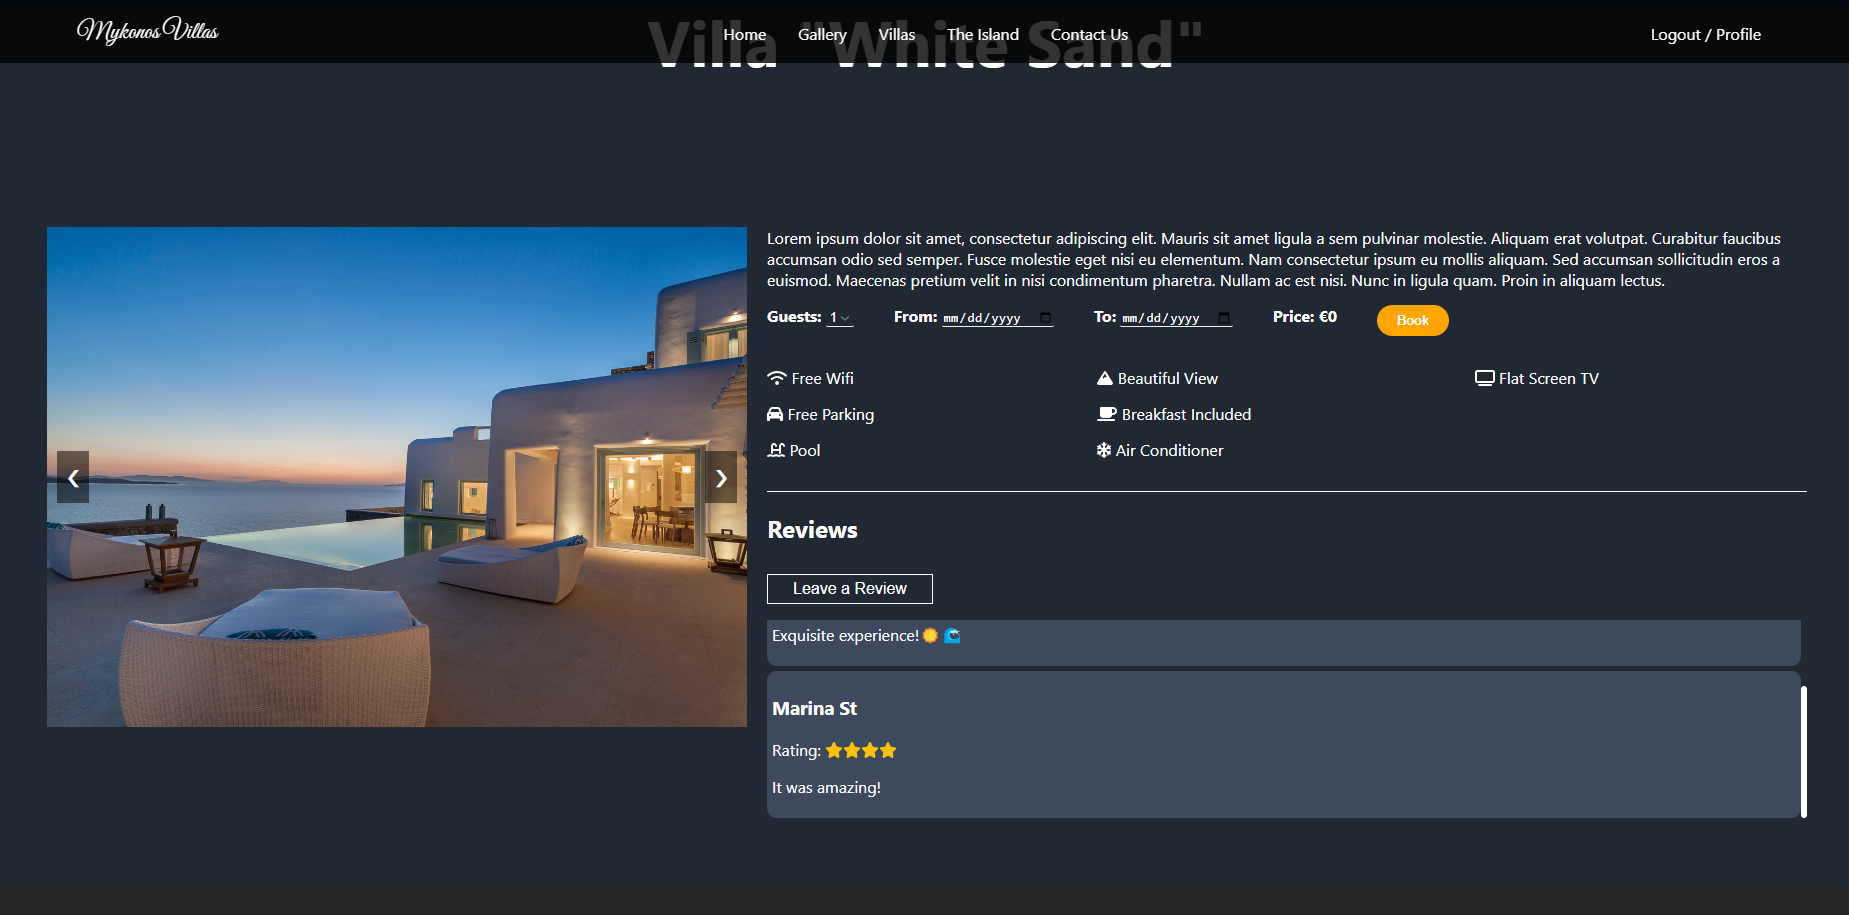 Mykonos Villas
Home Gallery Villas The Island Contact Us
Logout / Profile
Villa "White Sand"
Lorem ipsum dolor sit amet, consectetur adipiscing elit. Mauris sit amet ligula a sem pulvinar molestie. Aliquam erat volutpat. Curabitur faucibus
accumsan odio sed semper. Fusce molestie eget nisi eu elementum. Nam consectetur ipsum eu mollis aliquam. Sed accumsan sollicitudin eros a
euismod. Maecenas pretium velit in nisi condimentum pharetra. Nullam ac est nisi. Nunc in ligula quam. Proin in aliquam lectus.
Guests: 1 From: mm/dd/yyyy To: mm/dd/yyyy Price: €0 Book
Free Wifi
Free Parking
Pool
Beautiful View
Breakfast Included
Air Conditioner
Flat Screen TV
Reviews
Leave a Review
Exquisite experience!☀️ 🌊
Marina St
Rating: ★★★★
It was amazing!